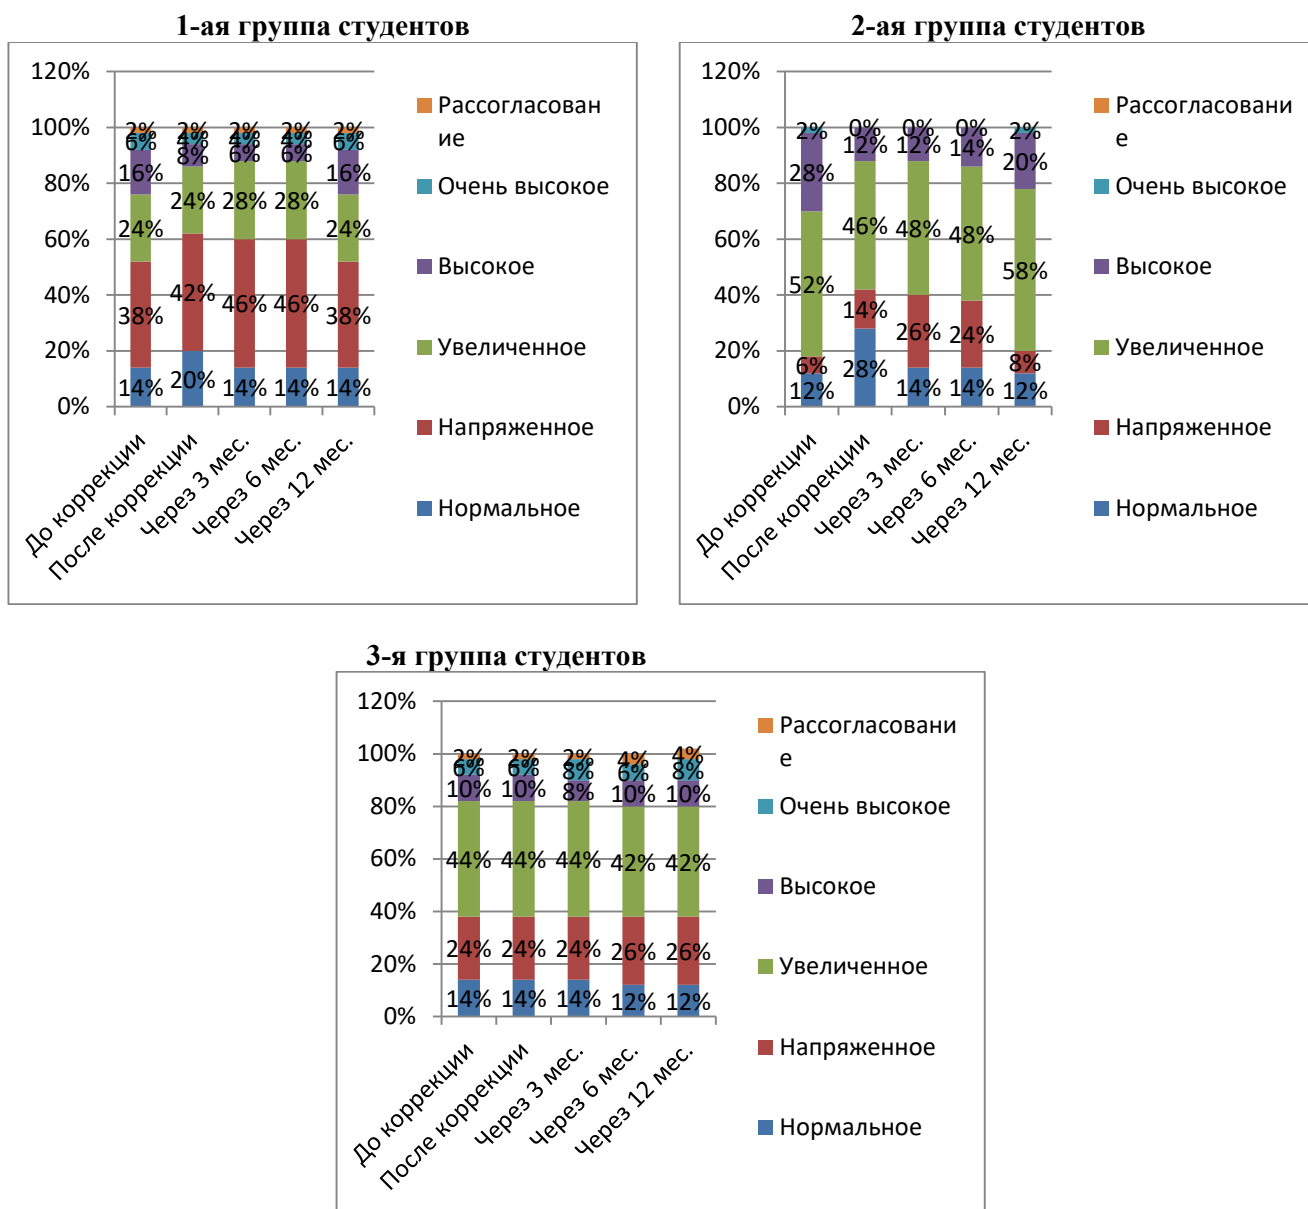 1-ая группа студентов
120%
100%
80%
60%
40%
20%
0%
2% 2% 2% 2% 2%
6% 4% 4% 4% 6%
16% 8% 6% 6% 16%
24% 24% 28% 28% 24%
38% 42% 46% 46% 38%
14% 20% 14% 14% 14%
До коррекции
После коррекции
Через 3 мес.
Через 6 мес.
Через 12 мес.
Рассогласован
ие
Очень высокое
Высокое
Увеличенное
Напряженное
Нормальное
2-ая группа студентов
120%
100%
80%
60%
40%
20%
0%
2% 0% 0% 0% 2%
28% 12% 12% 14% 20%
52% 46% 48% 48% 58%
6% 14% 26% 24% 8%
12% 28% 14% 14% 12%
До коррекции
После коррекции
Через 3 мес.
Через 6 мес.
Через 12 мес.
Рассогласовани
е
Очень высокое
Высокое
Увеличенное
Напряженное
Нормальное
3-я группа студентов
120%
100%
80%
60%
40%
20%
0%
2% 2% 2% 4% 4%
6% 6% 8% 6% 8%
10% 10% 8% 10% 10%
44% 44% 44% 42% 42%
24% 24% 24% 26% 26%
14% 14% 14% 12% 12%
До коррекции
После коррекции
Через 3 мес.
Через 6 мес.
Через 12 мес.
Рассогласовани
е
Очень высокое
Высокое
Увеличенное
Напряженное
Нормальное